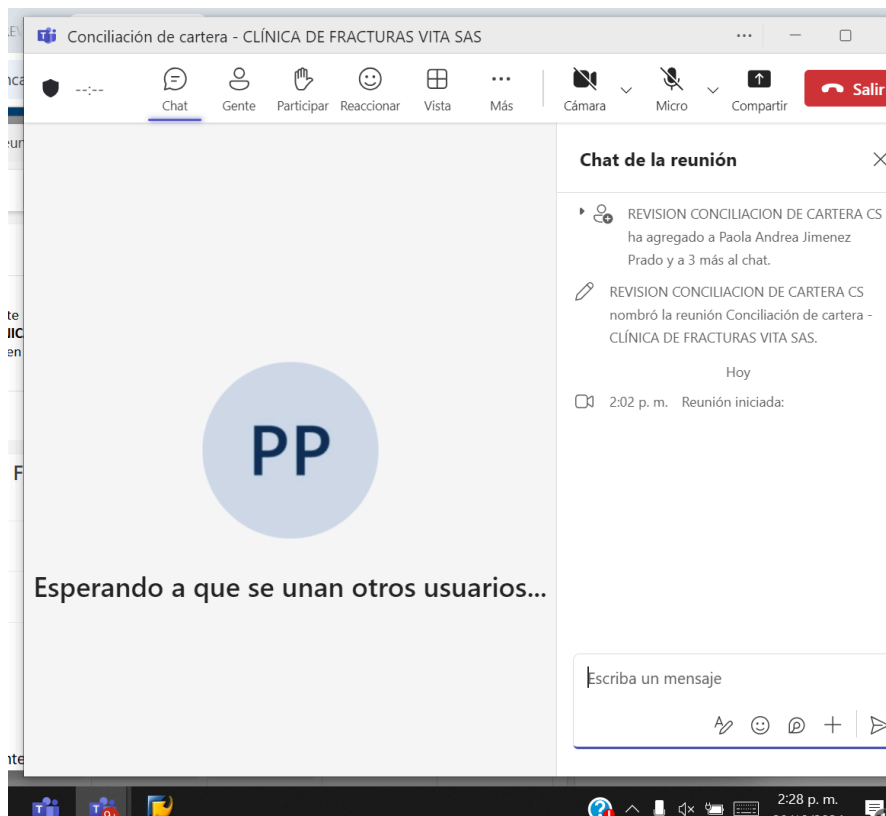 Conciliación de cartera - CLÍNICA DE FRACTURAS VITA SAS
--:--
Chat
Gente
Participar
Reaccionar
Vista
Más
Cámara
Micro
Compartir
Salir
Chat de la reunión
REVISION CONCILIACION DE CARTERA CS
ha agregado a Paola Andrea Jimenez
Prado y a 3 más al chat.
REVISION CONCILIACION DE CARTERA CS
nombró la reunión Conciliación de cartera -
CLÍNICA DE FRACTURAS VITA SAS.
Hoy
2:02 p. m. Reunión iniciada:
PP
Esperando a que se unan otros usuarios...
Escriba un mensaje
2:28 p. m.